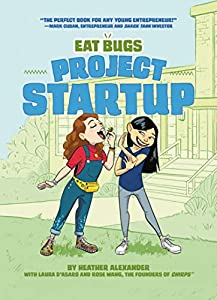 "THE PERFECT BOOK FOR ANY YOUNG ENTREPRENEUR!"
—MARK CUBAN, ENTREPRENEUR AND SHARK TANK INVESTOR
EAT BUGS
PROJECT
STARTUP
BY HEATHER ALEXANDER
WITH LAURA D'ASARO AND ROSE WANG, THE FOUNDERS OF CHIRPS™